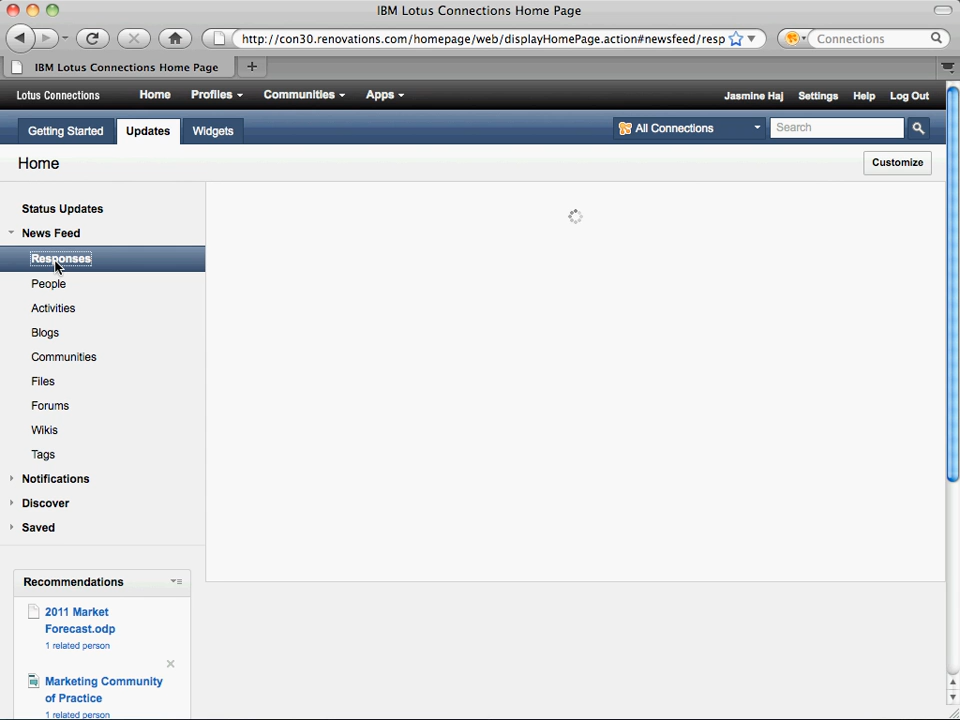 IBM Lotus Connections Home Page
http://con30.renovations.com/homepage/web/displayHomePage.action#newsfeed/resp
Connections
IBM Lotus Connections Home Page
Lotus Connections
Home
Profiles
Communities
Apps
Jasmine Haj
Settings
Help
Log Out
Getting Started
Updates
Widgets
All Connections
Search
Home
Customize
Status Updates
News Feed
Responses
People
Activities
Blogs
Communities
Files
Forums
Wikis
Tags
Notifications
Discover
Saved
Recommendations
2011 Market
Forecast.odp
1 related person
Marketing Community
of Practice
1 related person